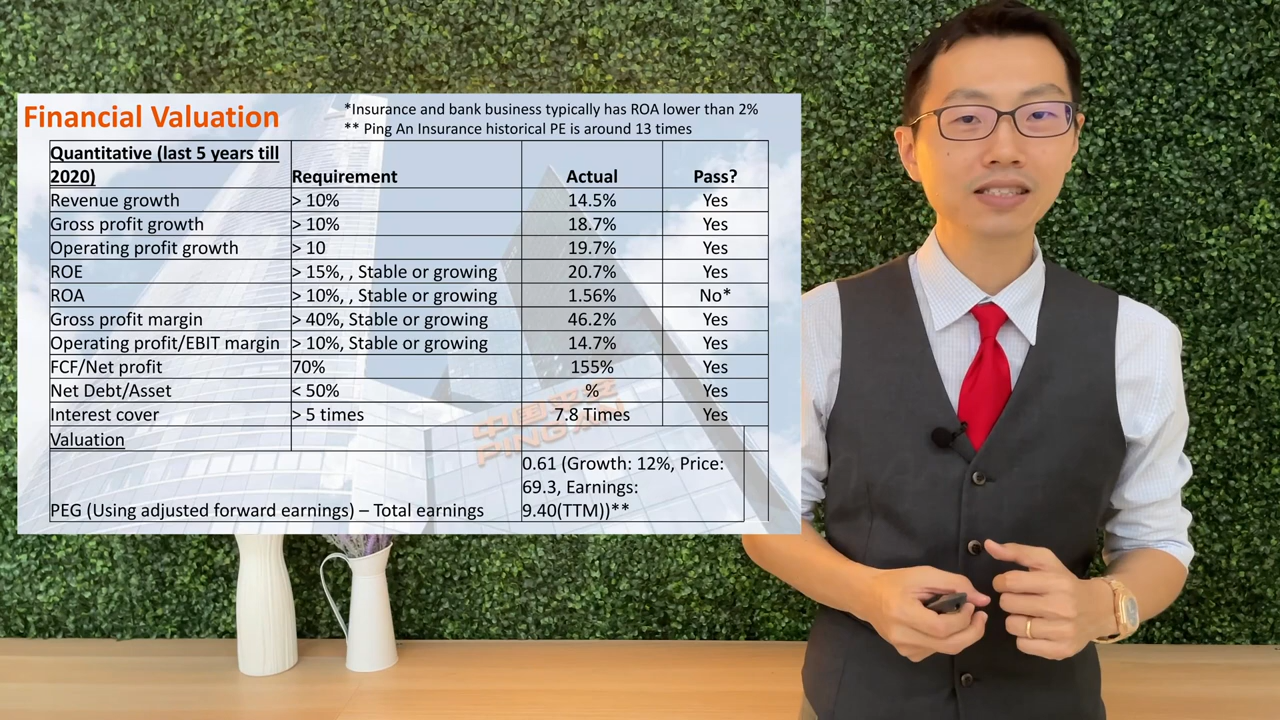 Financial Valuation
*Insurance and bank business typically has ROA lower than 2%
** Ping An Insurance historical PE is around 13 times
Quantitative (last 5 years till
2020) Requirement Actual Pass?
Revenue growth > 10% 14.5% Yes
Gross profit growth > 10% 18.7% Yes
Operating profit growth > 10 19.7% Yes
ROE > 15%, , Stable or growing 20.7% Yes
ROA > 10%, , Stable or growing 1.56% No*
Gross profit margin > 40%, Stable or growing 46.2% Yes
Operating profit/EBIT margin > 10%, Stable or growing 14.7% Yes
FCF/Net profit 70% 155% Yes
Net Debt/Asset < 50% % Yes
Interest cover > 5 times 7.8 Times Yes
Valuation
0.61 (Growth: 12%, Price:
69.3, Earnings:
PEG (Using adjusted forward earnings) – Total earnings 9.40(TTM))**
中国平安
PING AN